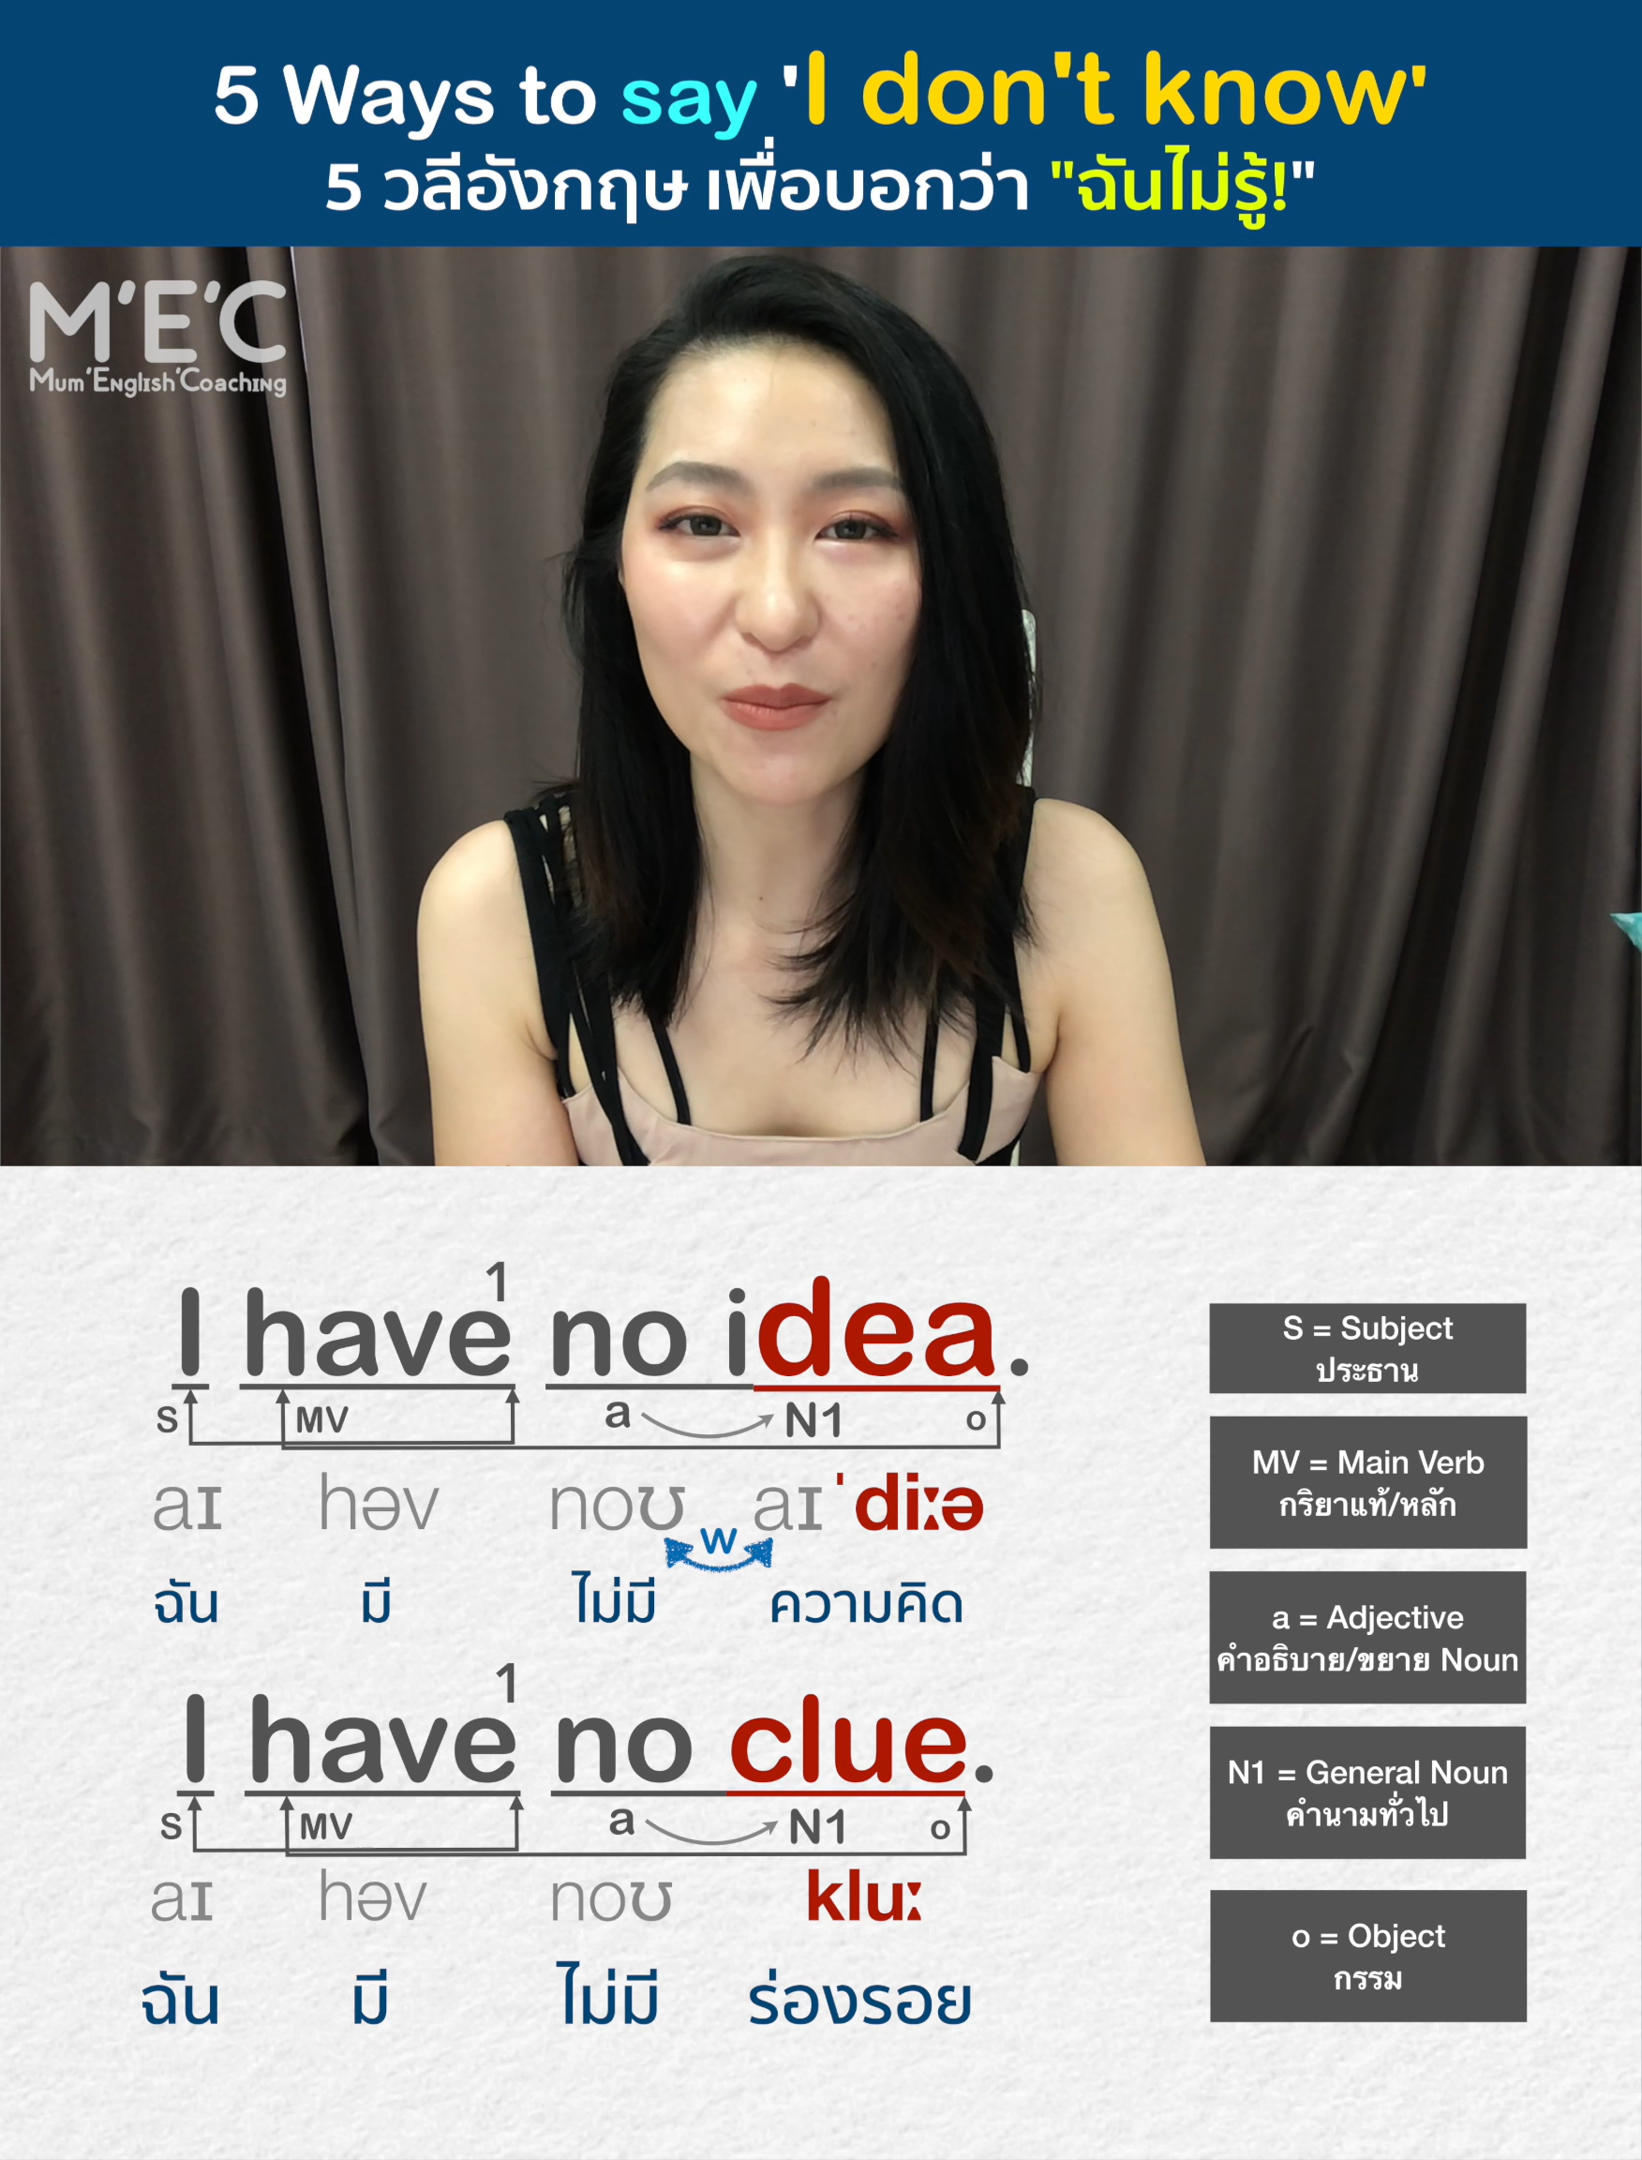 5 Ways to say 'I don't know'
5 วลีอังกฤษ เพื่อบอกว่า "ฉันไม่รู้!"
M'E'C
Mum'English'Coaching
1
I have no idea.
S MV a N1 o
aɪ həv noʊ aɪˈdiːə
w
ฉัน มี ไม่มี ความคิด
1
I have no clue.
S MV a N1 o
aɪ həv noʊ kluː
ฉัน มี ไม่มี ร่องรอย
S = Subject
ประธาน
MV = Main Verb
กริยาแท้/หลัก
a = Adjective
คำอธิบาย/ขยาย Noun
N1 = General Noun
คำนามทั่วไป
o = Object
กรรม